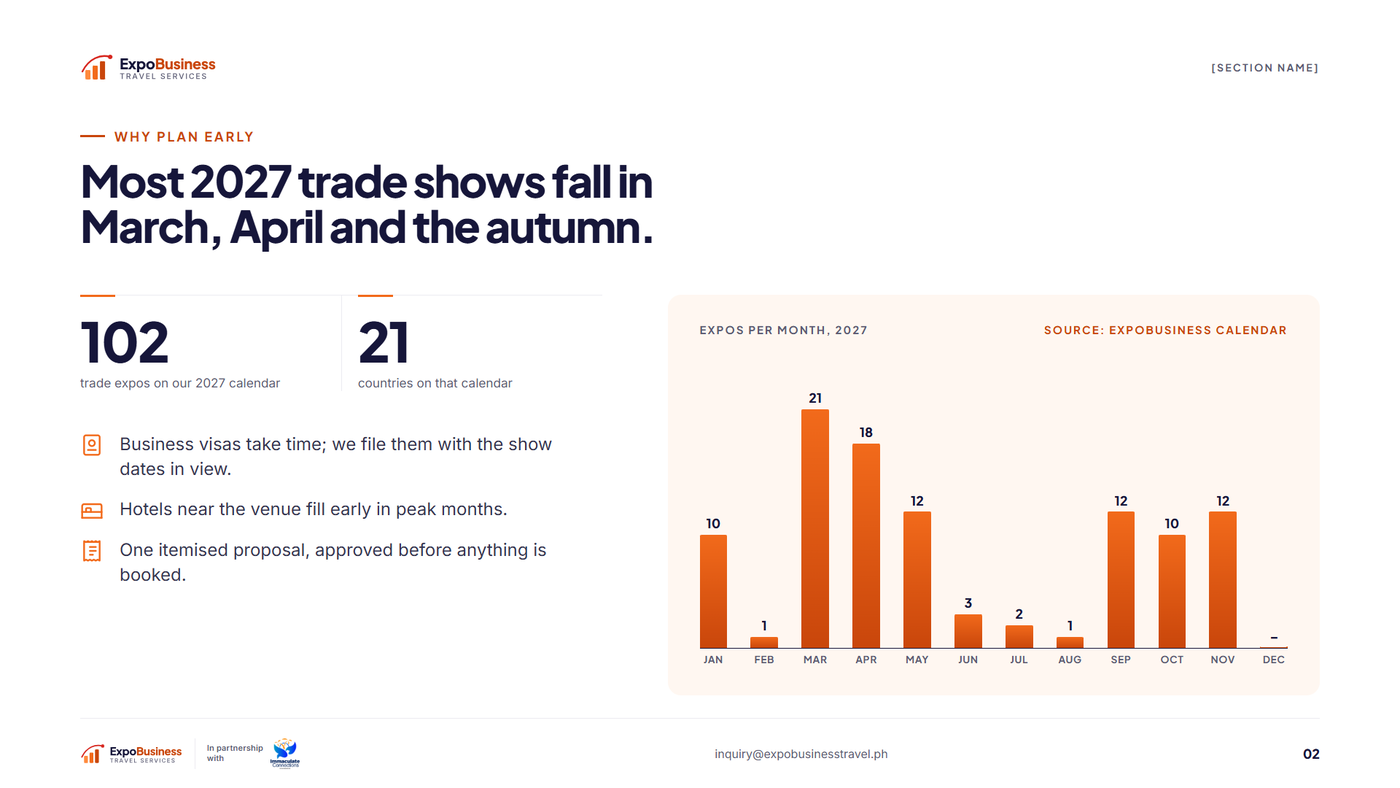 ExpoBusiness
TRAVEL SERVICES
[SECTION NAME]
WHY PLAN EARLY
Most 2027 trade shows fall in
March, April and the autumn.
102
trade expos on our 2027 calendar
21
countries on that calendar
Business visas take time; we file them with the show
dates in view.
Hotels near the venue fill early in peak months.
One itemised proposal, approved before anything is
booked.
EXPOS PER MONTH, 2027
SOURCE: EXPOBUSINESS CALENDAR
10
1
21
18
12
3
2
1
12
10
12
–
JAN
FEB
MAR
APR
MAY
JUN
JUL
AUG
SEP
OCT
NOV
DEC
ExpoBusiness
TRAVEL SERVICES
In partnership
with
Immaculate
Connections
inquiry@expobusinesstravel.ph
02